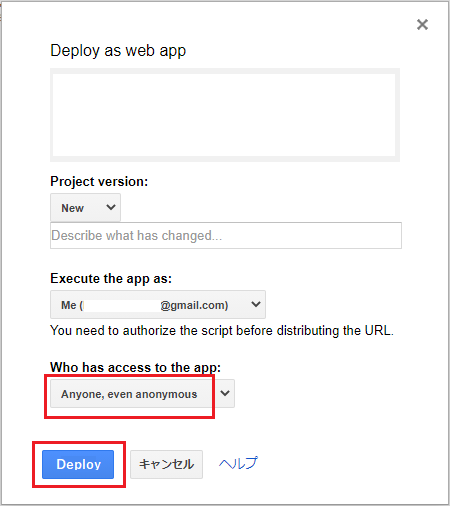 Deploy as web app
Project version:
New
Describe what has changed...
Execute the app as:
Me ( @gmail.com)
You need to authorize the script before distributing the URL.
Who has access to the app:
Anyone, even anonymous
Deploy キャンセル ヘルプ